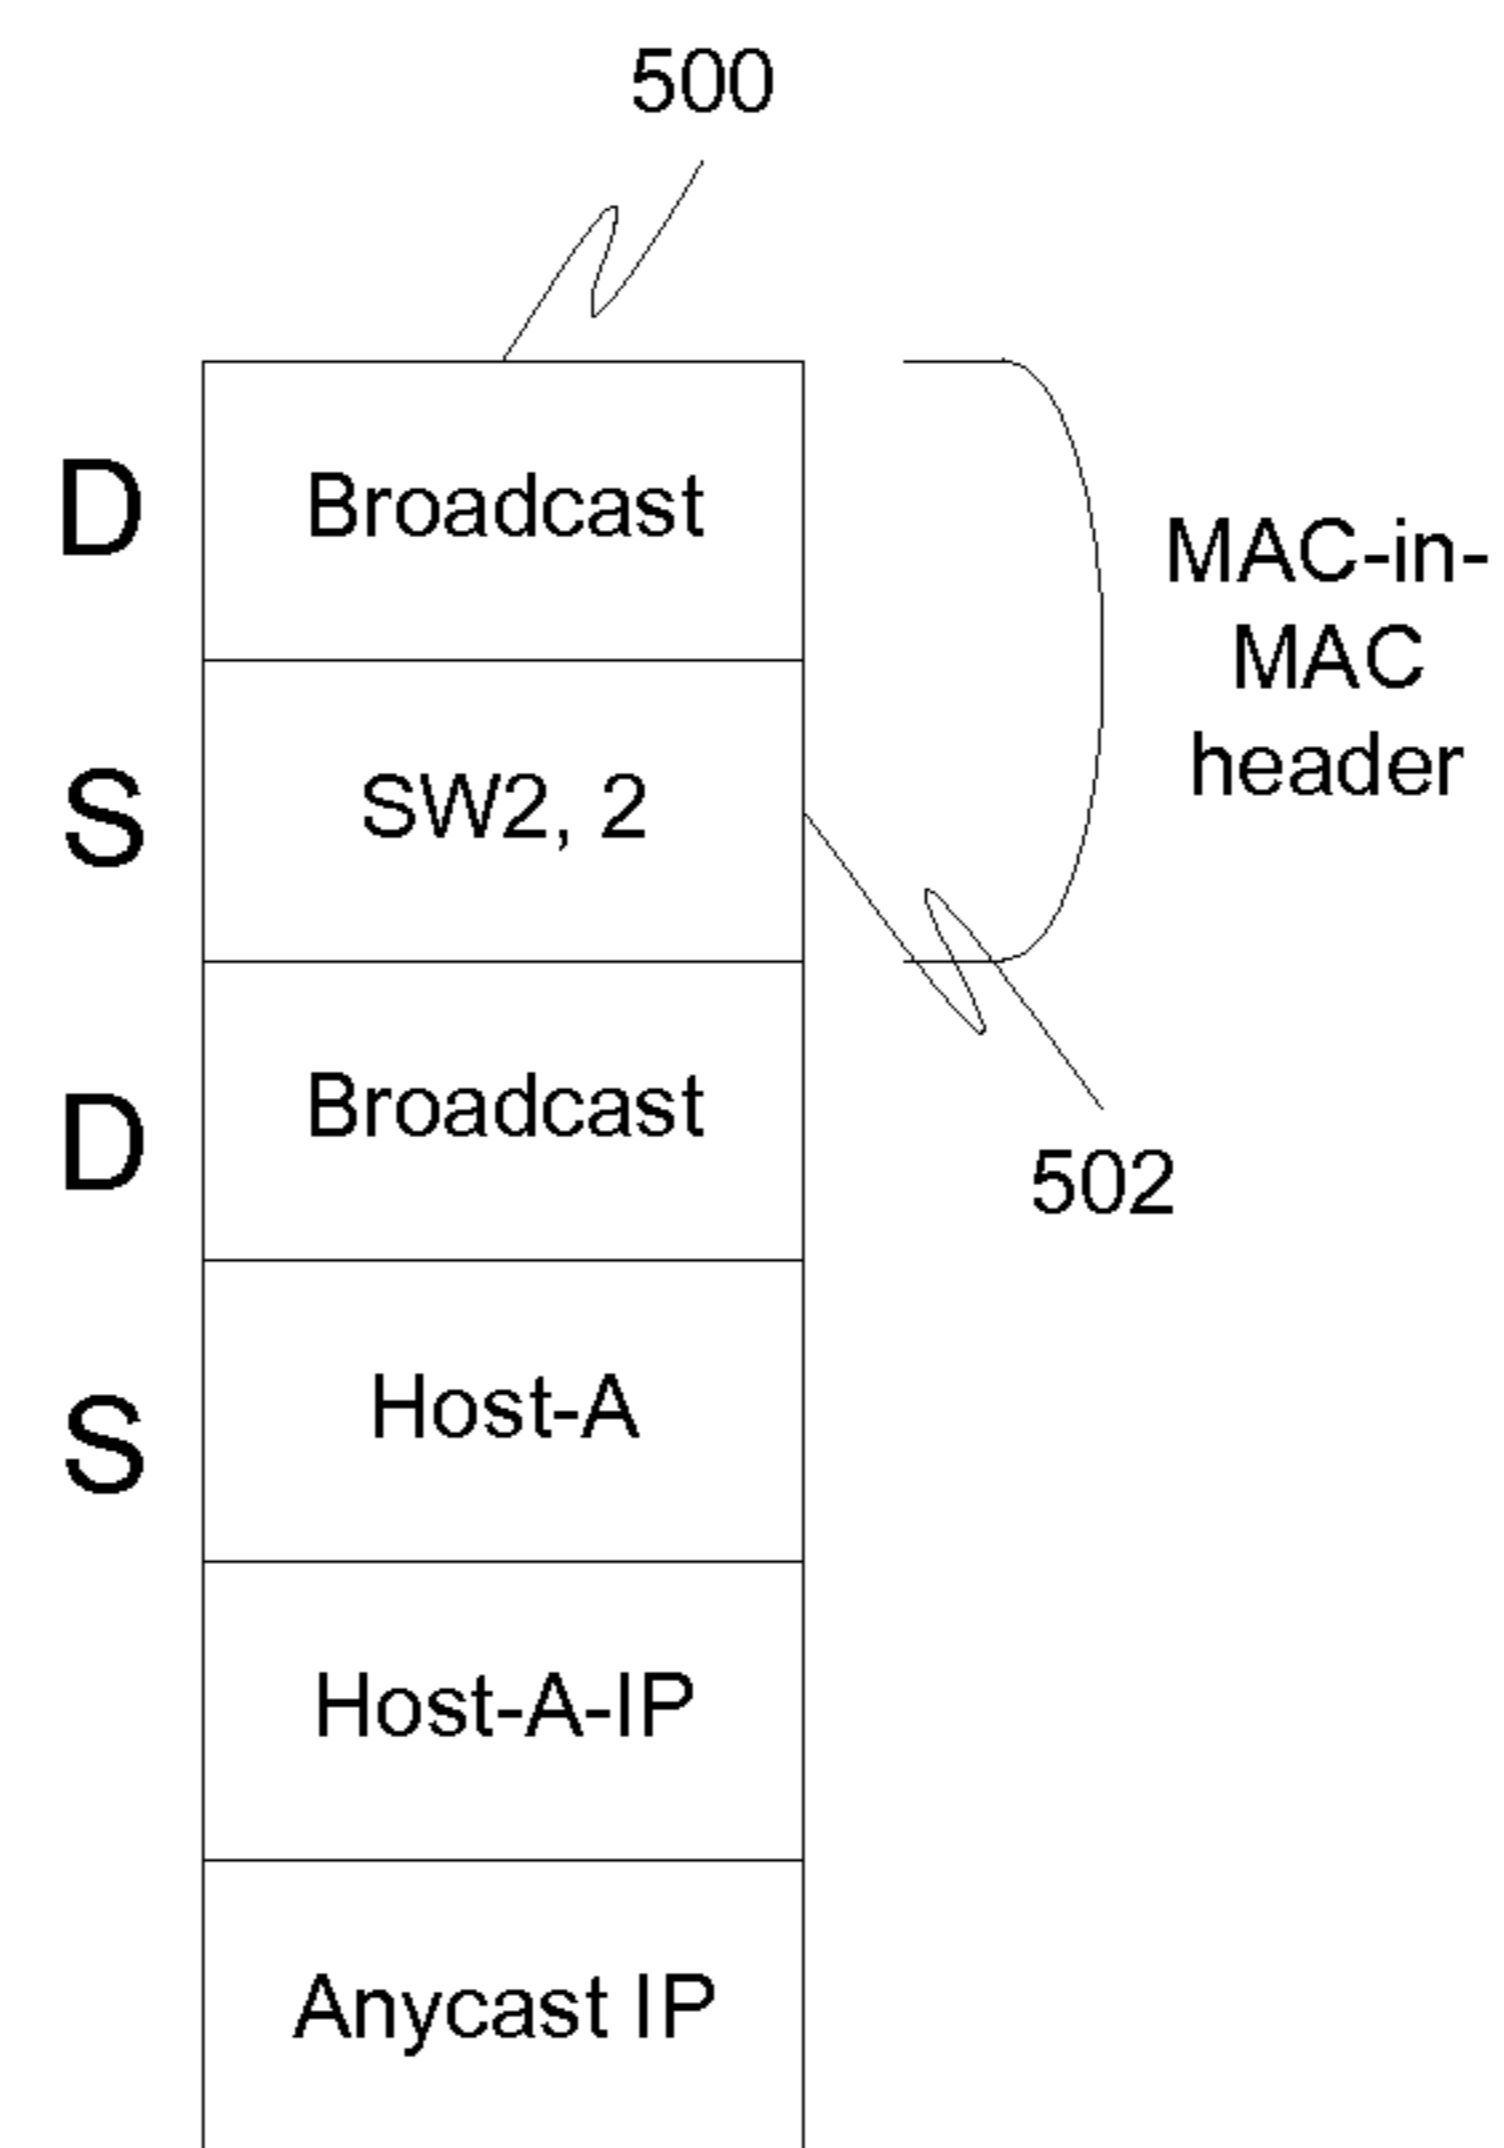 500
D
Broadcast
MAC-in-
MAC
header
S
SW2, 2
D
Broadcast
502
S
Host-A
Host-A-IP
Anycast IP